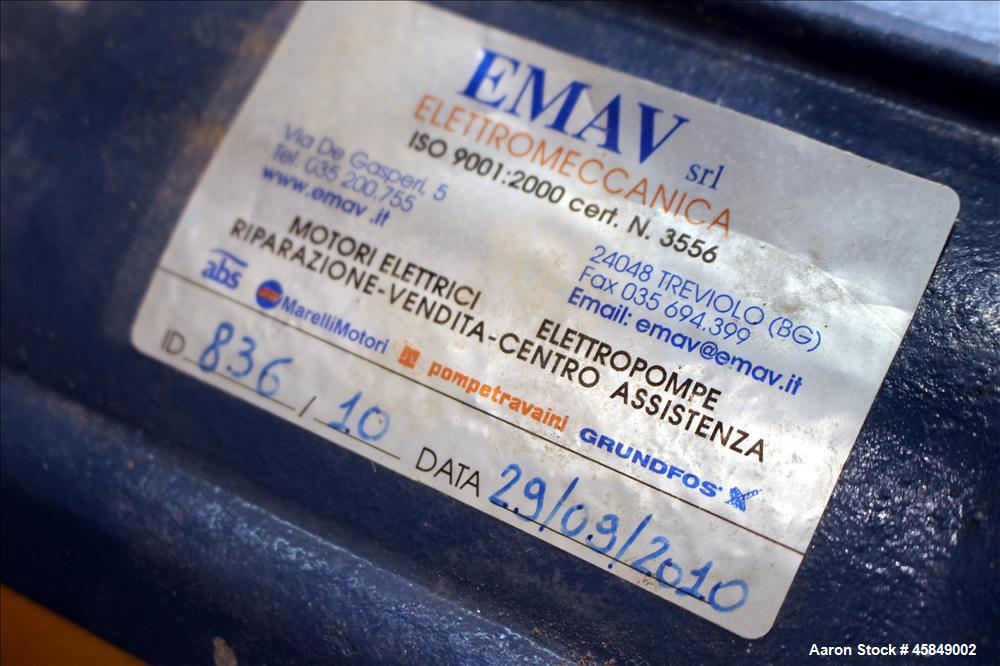 EMAV srl
ELETTROMECCANICA
ISO 9001:2000 cert. N. 3556
Via De Gasperi, 5
Tel. 035 200.755
www.emav .it
24048 TREVIOLO (BG)
Fax 035 694.399
Email: emav@emav.it
MOTORI ELETTRICI ELETTROPOMPE
RIPARAZIONE-VENDITA-CENTRO ASSISTENZA
abs MarelliMotori pompetravaini GRUNDFOS
ID 836 / 10 DATA 29/09/2010
Aaron Stock # 45849002